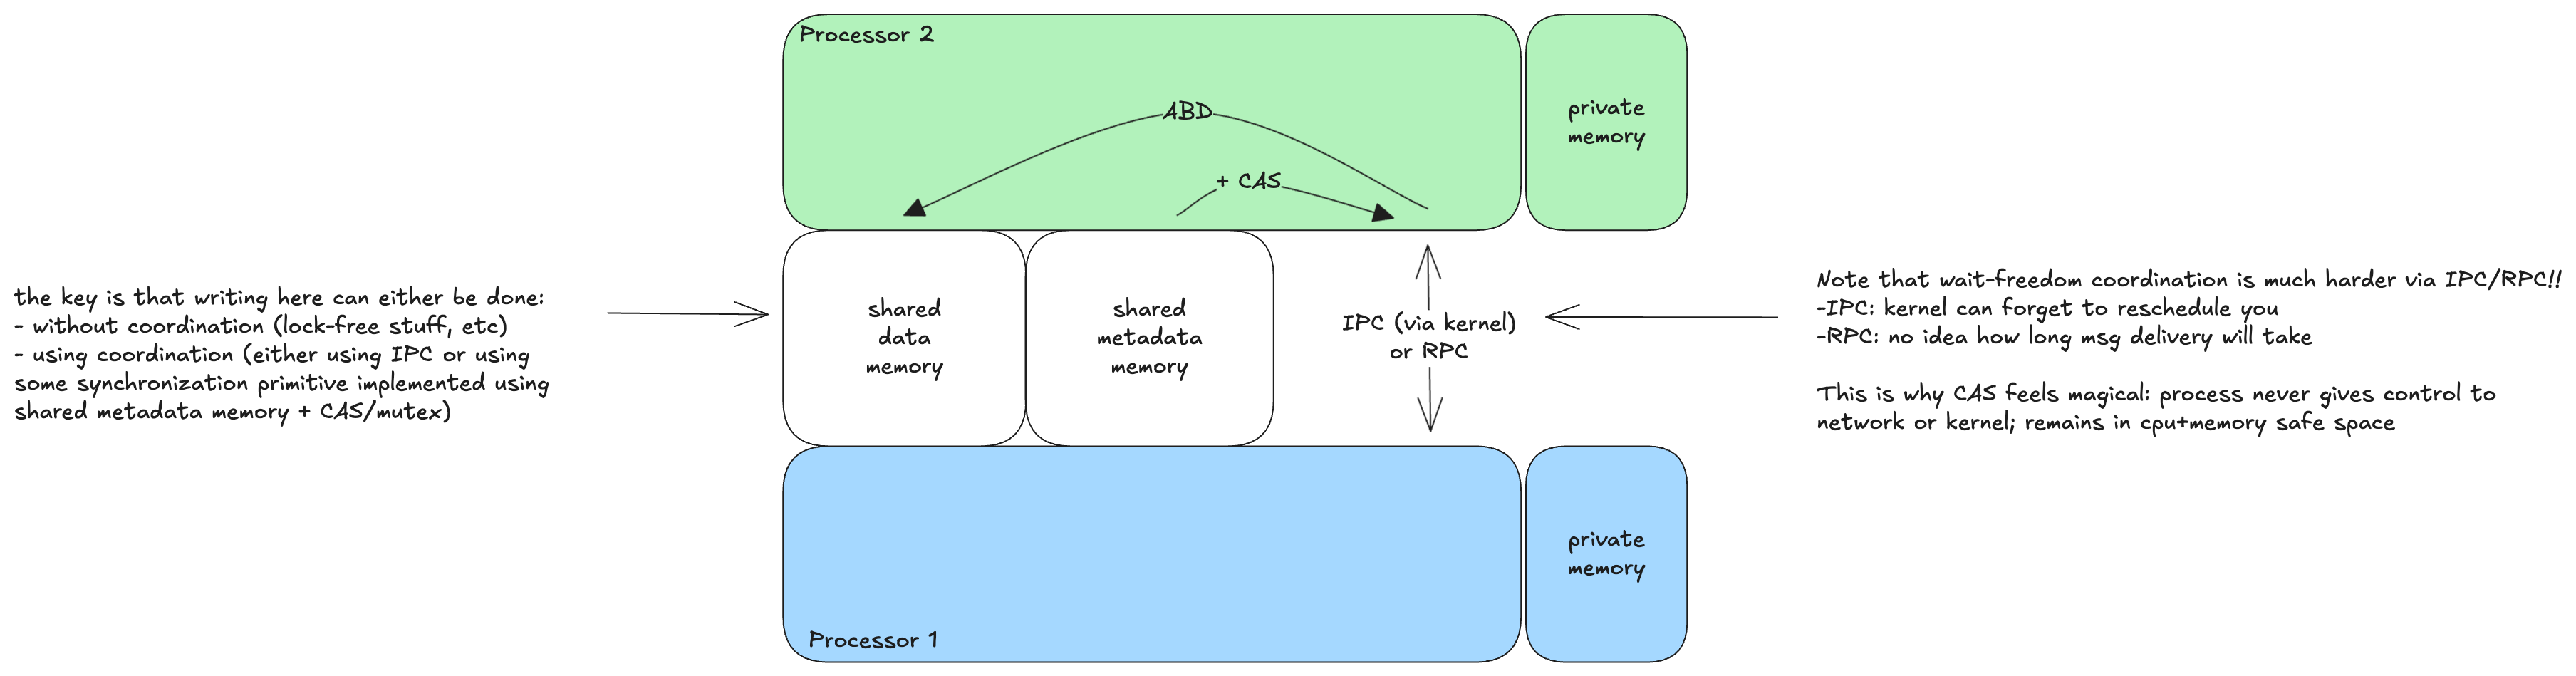 Processor 2
ABD
+ CAS
private
memory
the key is that writing here can either be done:
- without coordination (lock-free stuff, etc)
- using coordination (either using IPC or using
some synchronization primitive implemented using
shared metadata memory + CAS/mutex)
shared
data
memory
shared
metadata
memory
IPC (via kernel)
or RPC
Note that wait-freedom coordination is much harder via IPC/RPC!!
-IPC: kernel can forget to reschedule you
-RPC: no idea how long msg delivery will take
This is why CAS feels magical: process never gives control to
network or kernel; remains in cpu+memory safe space
Processor 1
private
memory